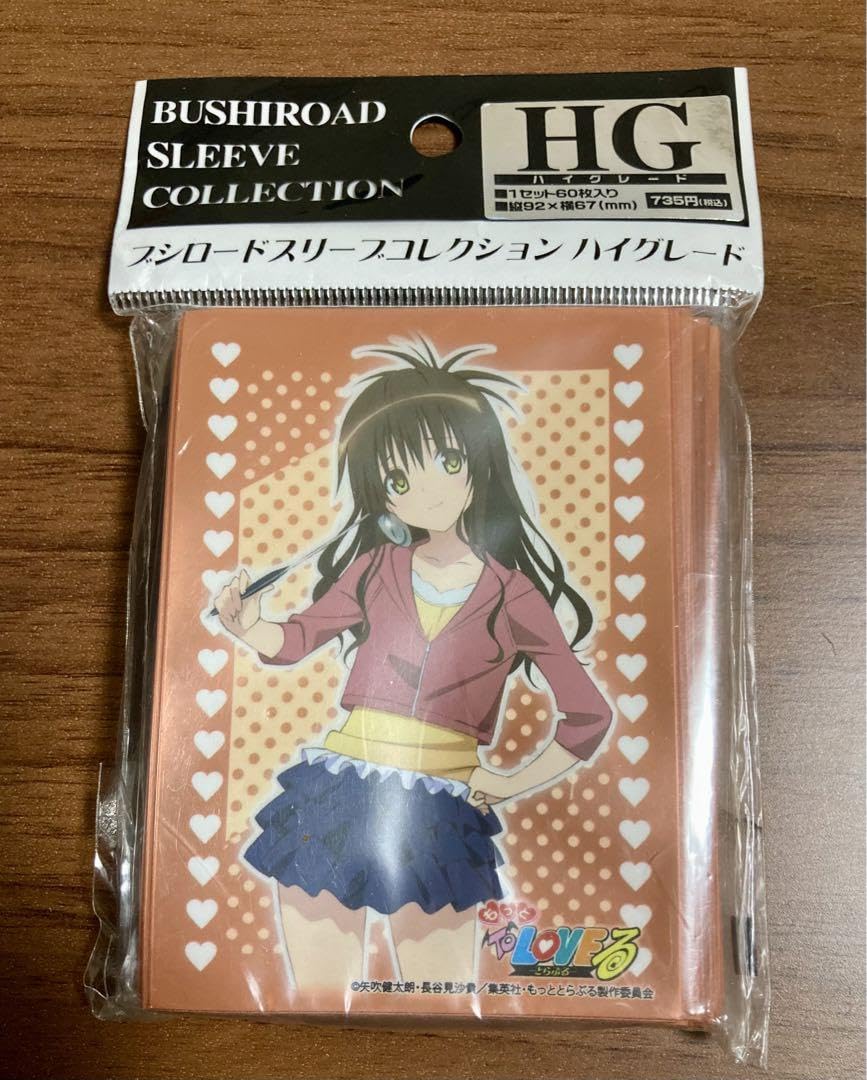 BUSHIROAD
SLEEVE
COLLECTION
HG
ハイグレード
■1セット60枚入り
■縦92×横67(mm)
735円(税込)
ブシロードスリーブコレクション ハイグレード
もっと
To LOVEる
とらぶる
©矢吹健太朗・長谷見沙貴／集英社・もっととらぶる製作委員会